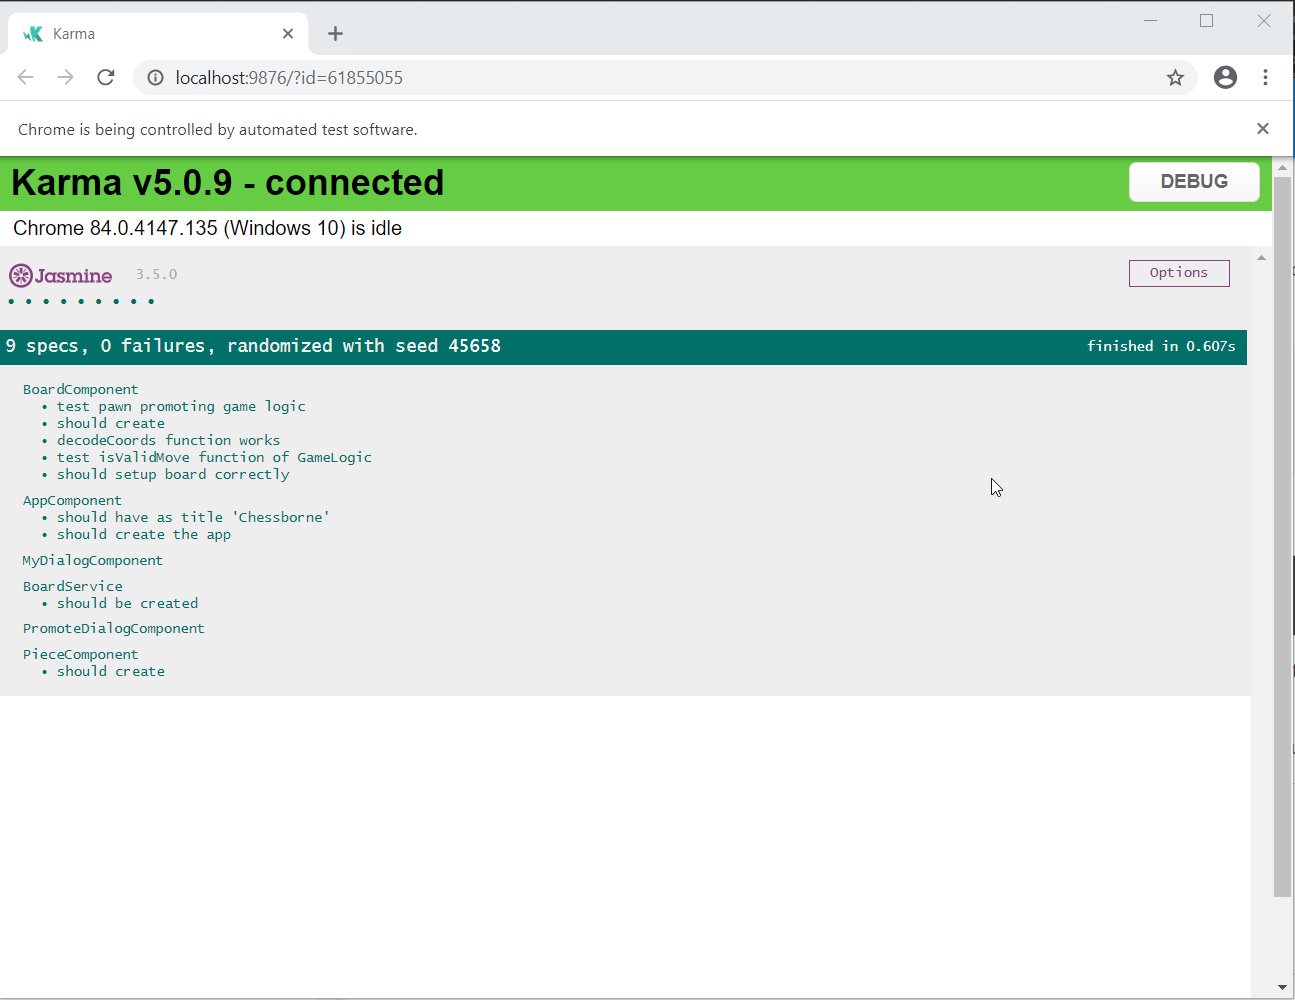 Karma
localhost:9876/?id=61855055
Chrome is being controlled by automated test software.
Karma v5.0.9 - connected
DEBUG
Chrome 84.0.4147.135 (Windows 10) is idle
Jasmine 3.5.0
Options
• • • • • • • • •
9 specs, 0 failures, randomized with seed 45658
finished in 0.607s
BoardComponent
• test pawn promoting game logic
• should create
• decodeCoords function works
• test isValidMove function of GameLogic
• should setup board correctly
AppComponent
• should have as title 'Chessborne'
• should create the app
MyDialogComponent
BoardService
• should be created
PromoteDialogComponent
PieceComponent
• should create